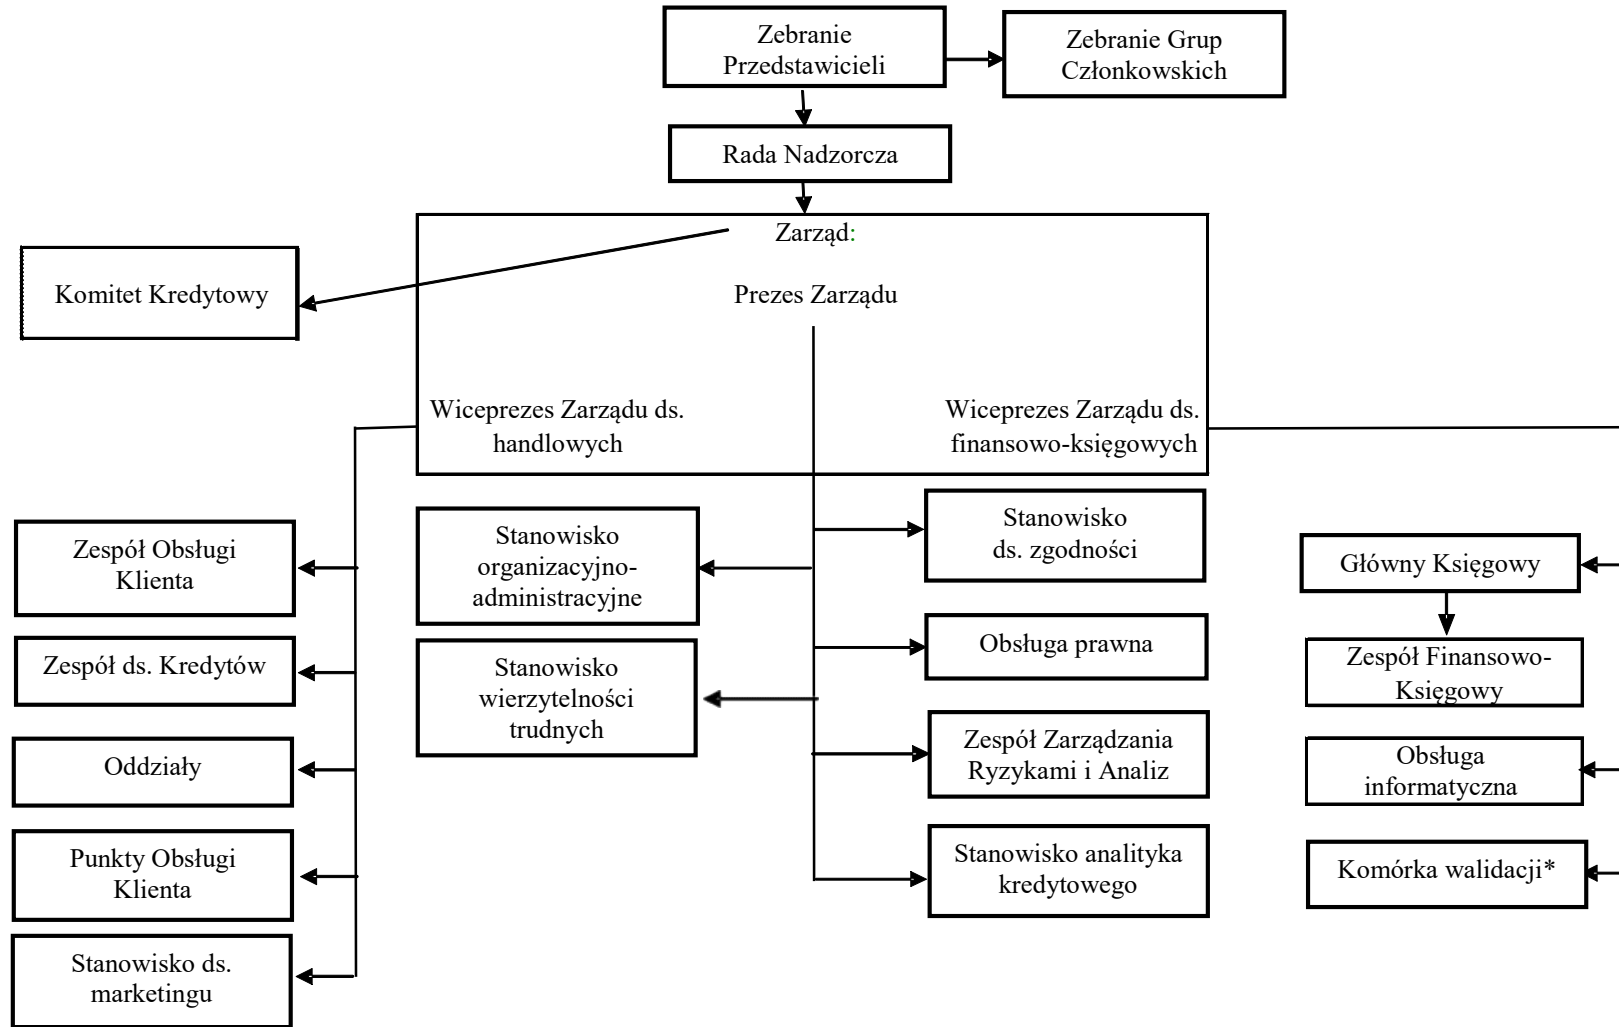 Zebranie
Przedstawicieli
Zebranie Grup
Członkowskich
Rada Nadzorcza
Zarząd:
Komitet Kredytowy
Prezes Zarządu
Wiceprezes Zarządu ds.
handlowych
Wiceprezes Zarządu ds.
finansowo-księgowych
Zespół Obsługi
Klienta
Zespół ds. Kredytów
Oddziały
Punkty Obsługi
Klienta
Stanowisko ds.
marketingu
Stanowisko
organizacyjno-
administracyjne
Stanowisko
wierzytelności
trudnych
Stanowisko
ds. zgodności
Obsługa prawna
Zespół Zarządzania
Ryzykami i Analiz
Stanowisko analityka
kredytowego
Główny Księgowy
Zespół Finansowo-
Księgowy
Obsługa
informatyczna
Komórka walidacji*